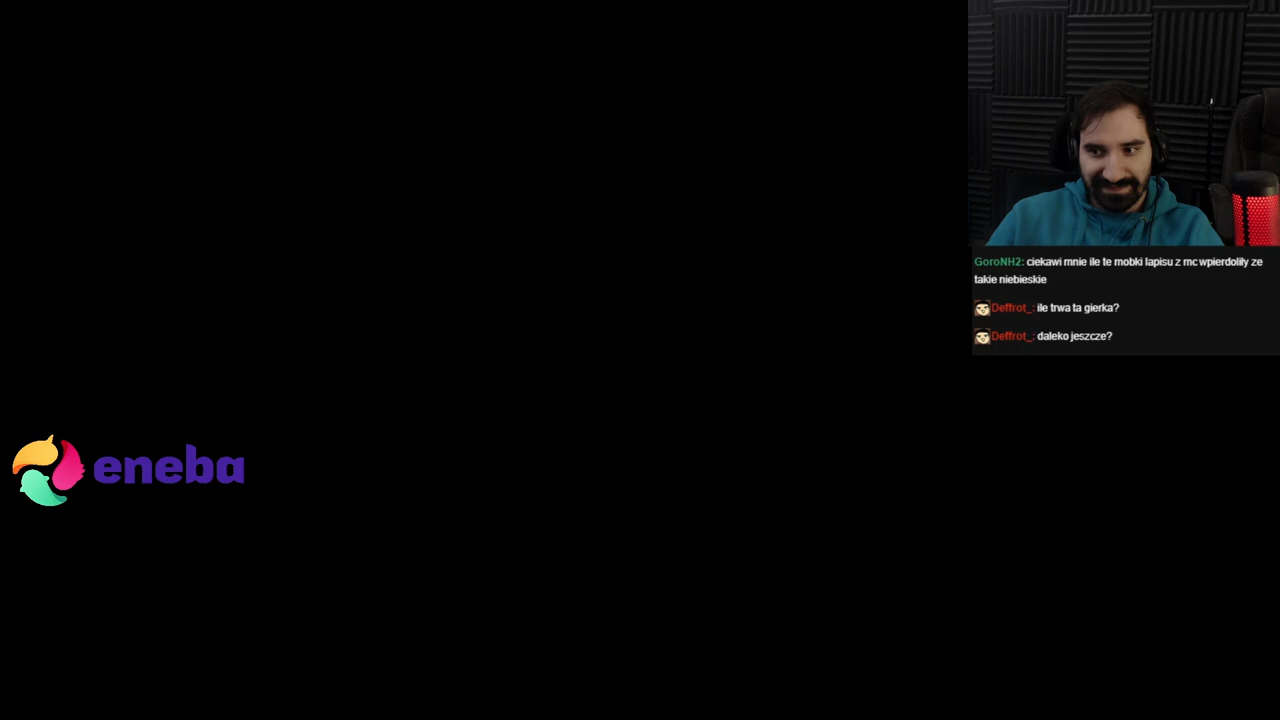 GoroNH2: ciekawi mnie ile te mobki lapisu z mc wpierdoliły ze
takie niebieskie
Deffrot_: ile trwa ta gierka?
Deffrot_: daleko jeszcze?
eneba